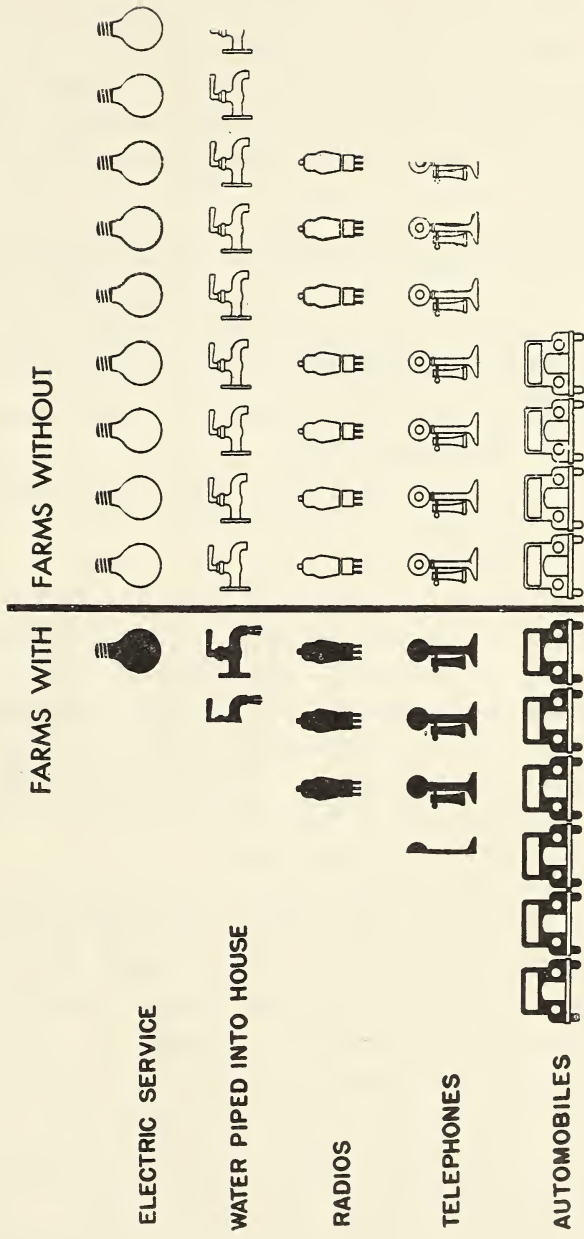 FARMS WITH FARMS WITHOUT
ELECTRIC SERVICE
WATER PIPED INTO HOUSE
RADIOS
TELEPHONES
AUTOMOBILES